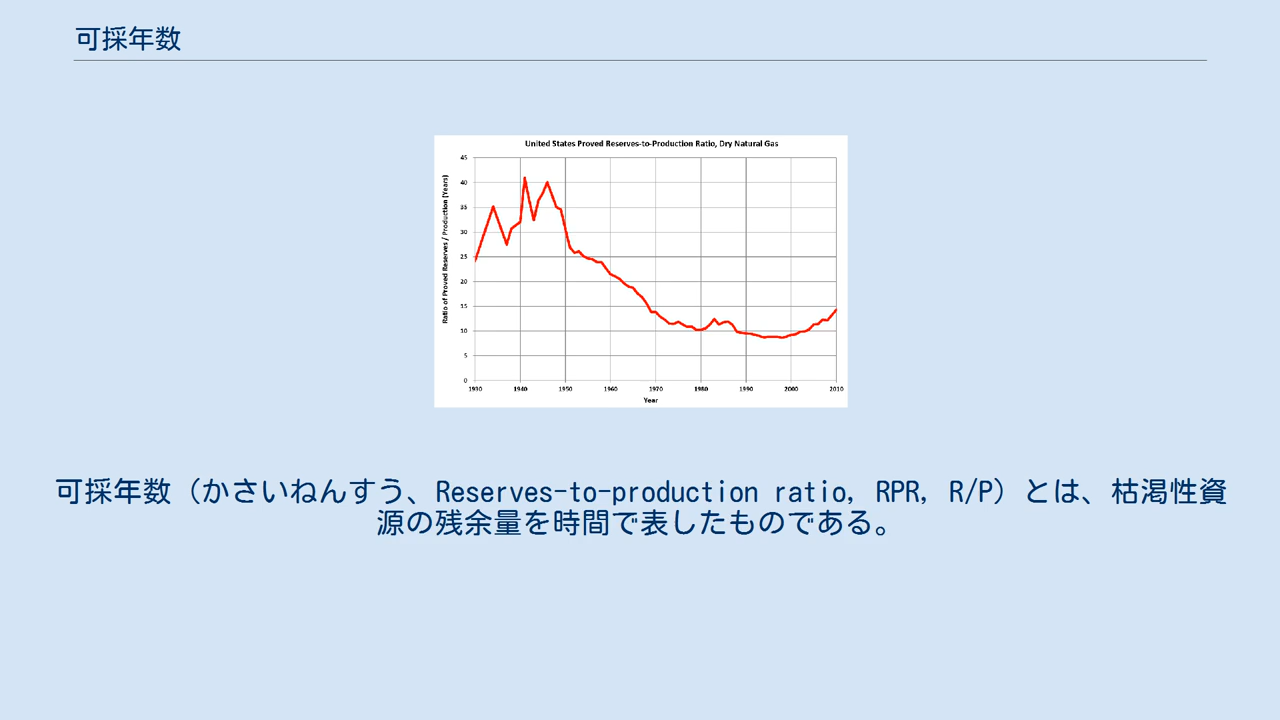 可採年数
United States Proved Reserves-to-Production Ratio, Dry Natural Gas
Ratio of Proved Reserves / Production (Years)
45
40
35
30
25
20
15
10
5
0
1930 1940 1950 1960 1970 1980 1990 2000 2010
Year
可採年数（かさいねんすう、Reserves-to-production ratio, RPR, R/P）とは、枯渇性資
源の残余量を時間で表したものである。